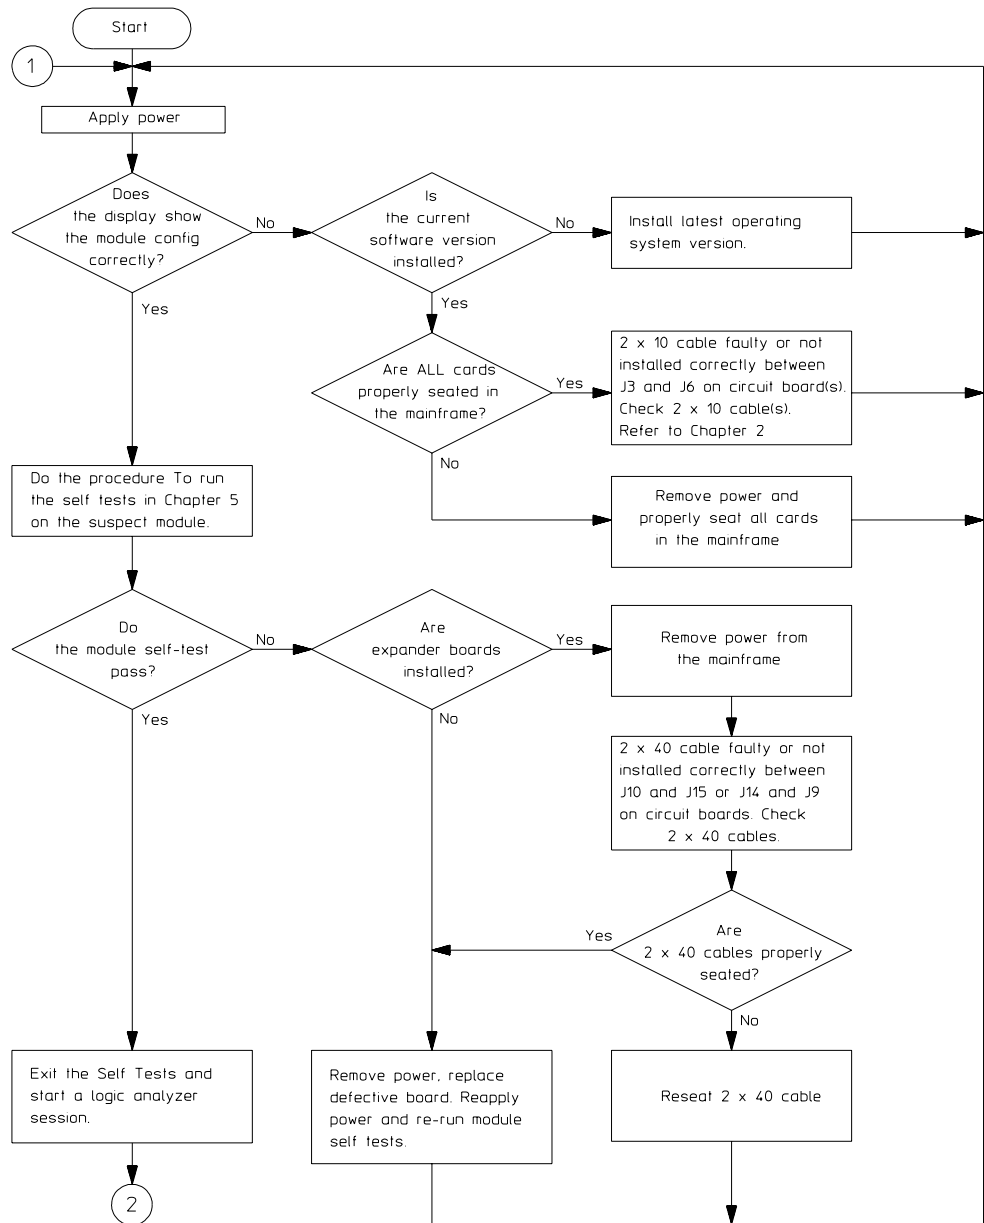 Start
1
Apply power
Does
the display show
the module config
correctly?
No
Yes
Is
the current
software version
installed?
No
Yes
Install latest operating
system version.
Are ALL cards
properly seated in
the mainframe?
Yes
No
2 x 10 cable faulty or not
installed correctly between
J3 and J6 on circuit board(s).
Check 2 x 10 cable(s).
Refer to Chapter 2
Remove power and
properly seat all cards
in the mainframe
Do the procedure To run
the self tests in Chapter 5
on the suspect module.
Do
the module self-test
pass?
No
Yes
Are
expander boards
installed?
Yes
No
Remove power from
the mainframe
2 x 40 cable faulty or not
installed correctly between
J10 and J15 or J14 and J9
on circuit boards. Check
2 x 40 cables.
Are
2 x 40 cables properly
seated?
Yes
No
Exit the Self Tests and
start a logic analyzer
session.
Remove power, replace
defective board. Reapply
power and re-run module
self tests.
Reseat 2 x 40 cable
2